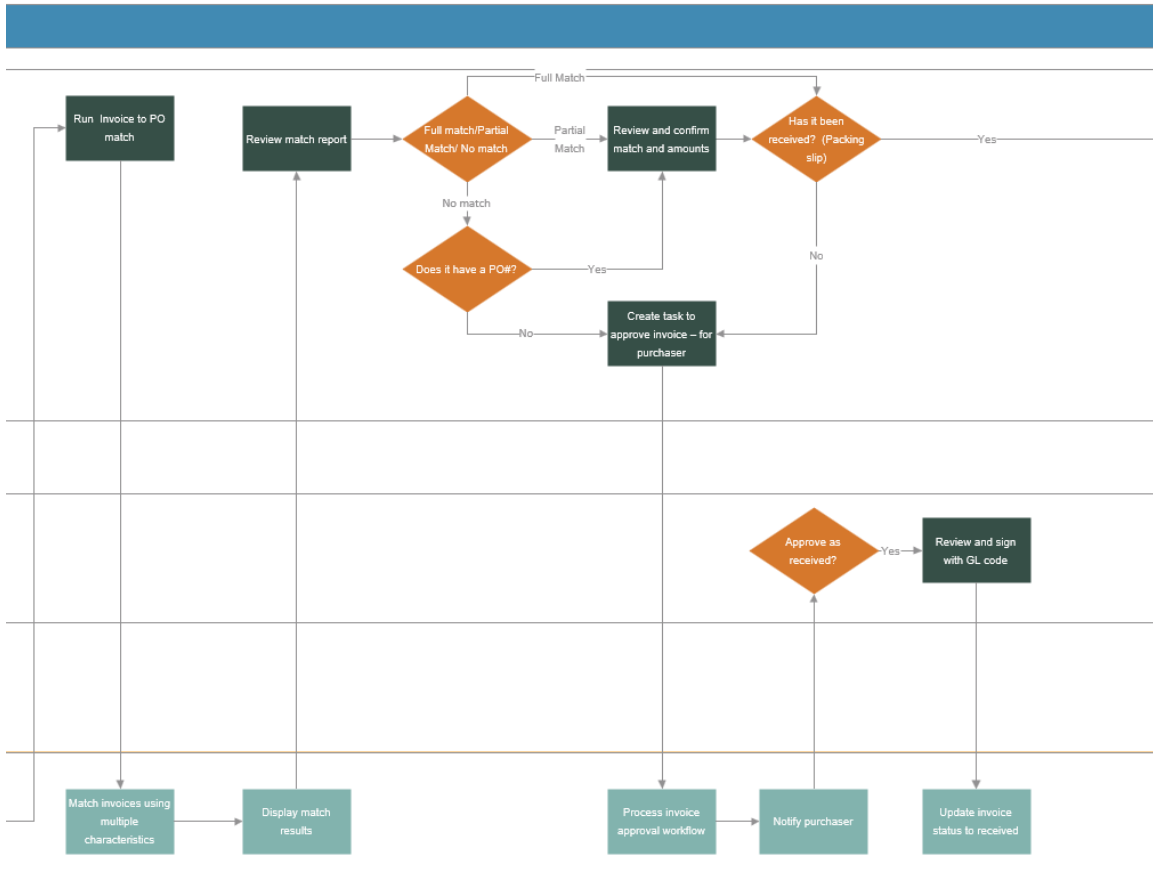 Full Match
Run Invoice to PO
match
Review match report
Full match/Partial
Match/ No match
Partial
Match
Review and confirm
match and amounts
Has it been
received? (Packing
slip)
Yes
No match
Does it have a PO#?
Yes
No
No
Create task to
approve invoice – for
purchaser
Approve as
received?
Yes
Review and sign
with GL code
Match invoices using
multiple
characteristics
Display match
results
Process invoice
approval workflow
Notify purchaser
Update invoice
status to received